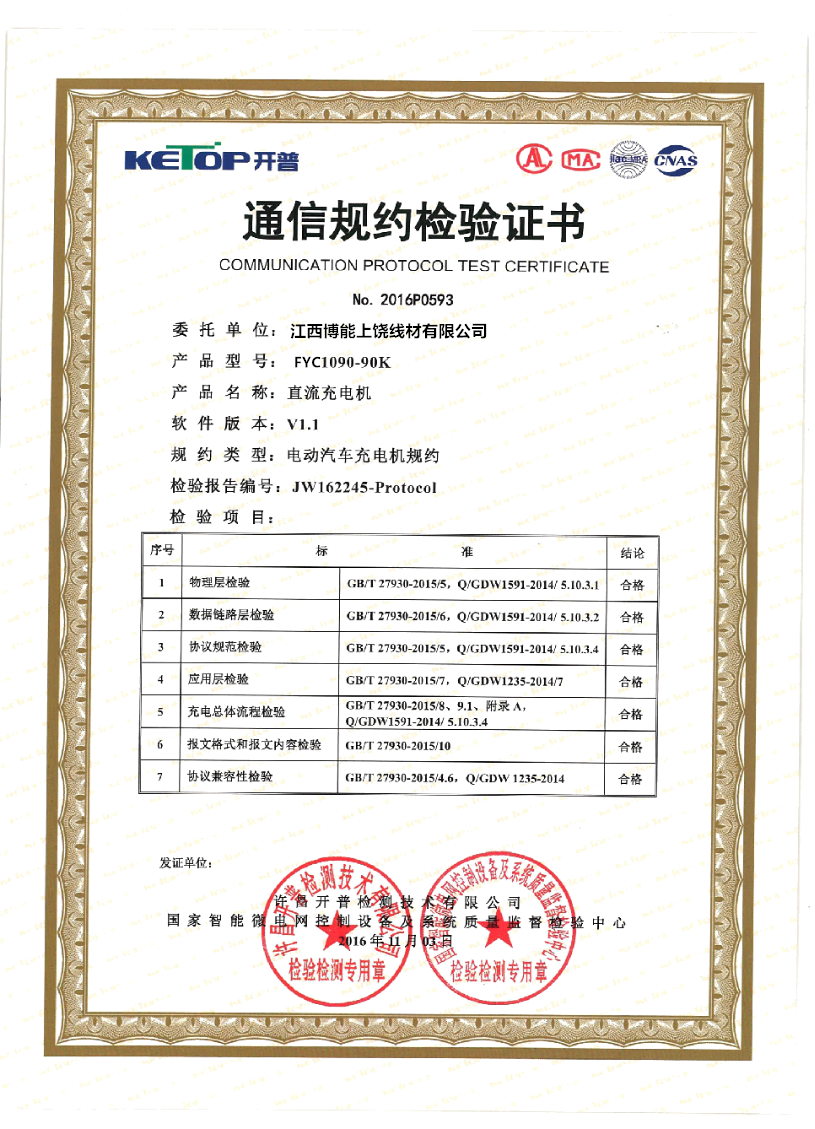 KETOP开普
AL MA ilac-MRA CNAS
通信规约检验证书
COMMUNICATION PROTOCOL TEST CERTIFICATE
No. 2016P0593
委托单位：江西博能上饶线材有限公司
产品型号：FYC1090-90K
产品名称：直流充电机
软件版本：V1.1
规约类型：电动汽车充电机规约
检验报告编号：JW162245-Protocol
检验项目：
序号 标准 结论
1 物理层检验 GB/T 27930-2015/5，Q/GDW1591-2014/ 5.10.3.1 合格
2 数据链路层检验 GB/T 27930-2015/6，Q/GDW1591-2014/ 5.10.3.2 合格
3 协议规范检验 GB/T 27930-2015/5，Q/GDW1591-2014/ 5.10.3.4 合格
4 应用层检验 GB/T 27930-2015/7，Q/GDW1235-2014/7 合格
5 充电总体流程检验 GB/T 27930-2015/8、9.1、附录 A，
Q/GDW1591-2014/ 5.10.3.4 合格
6 报文格式和报文内容检验 GB/T 27930-2015/10 合格
7 协议兼容性检验 GB/T 27930-2015/4.6，Q/GDW 1235-2014 合格
发证单位：
许昌开普检测技术有限公司
国家智能微电网控制设备及系统质量监督检验中心
2016 年 11 月 03 日
许昌开普检测技术有限公司
检验检测专用章
国家智能微电网控制设备及系统质量监督检验中心
检验检测专用章